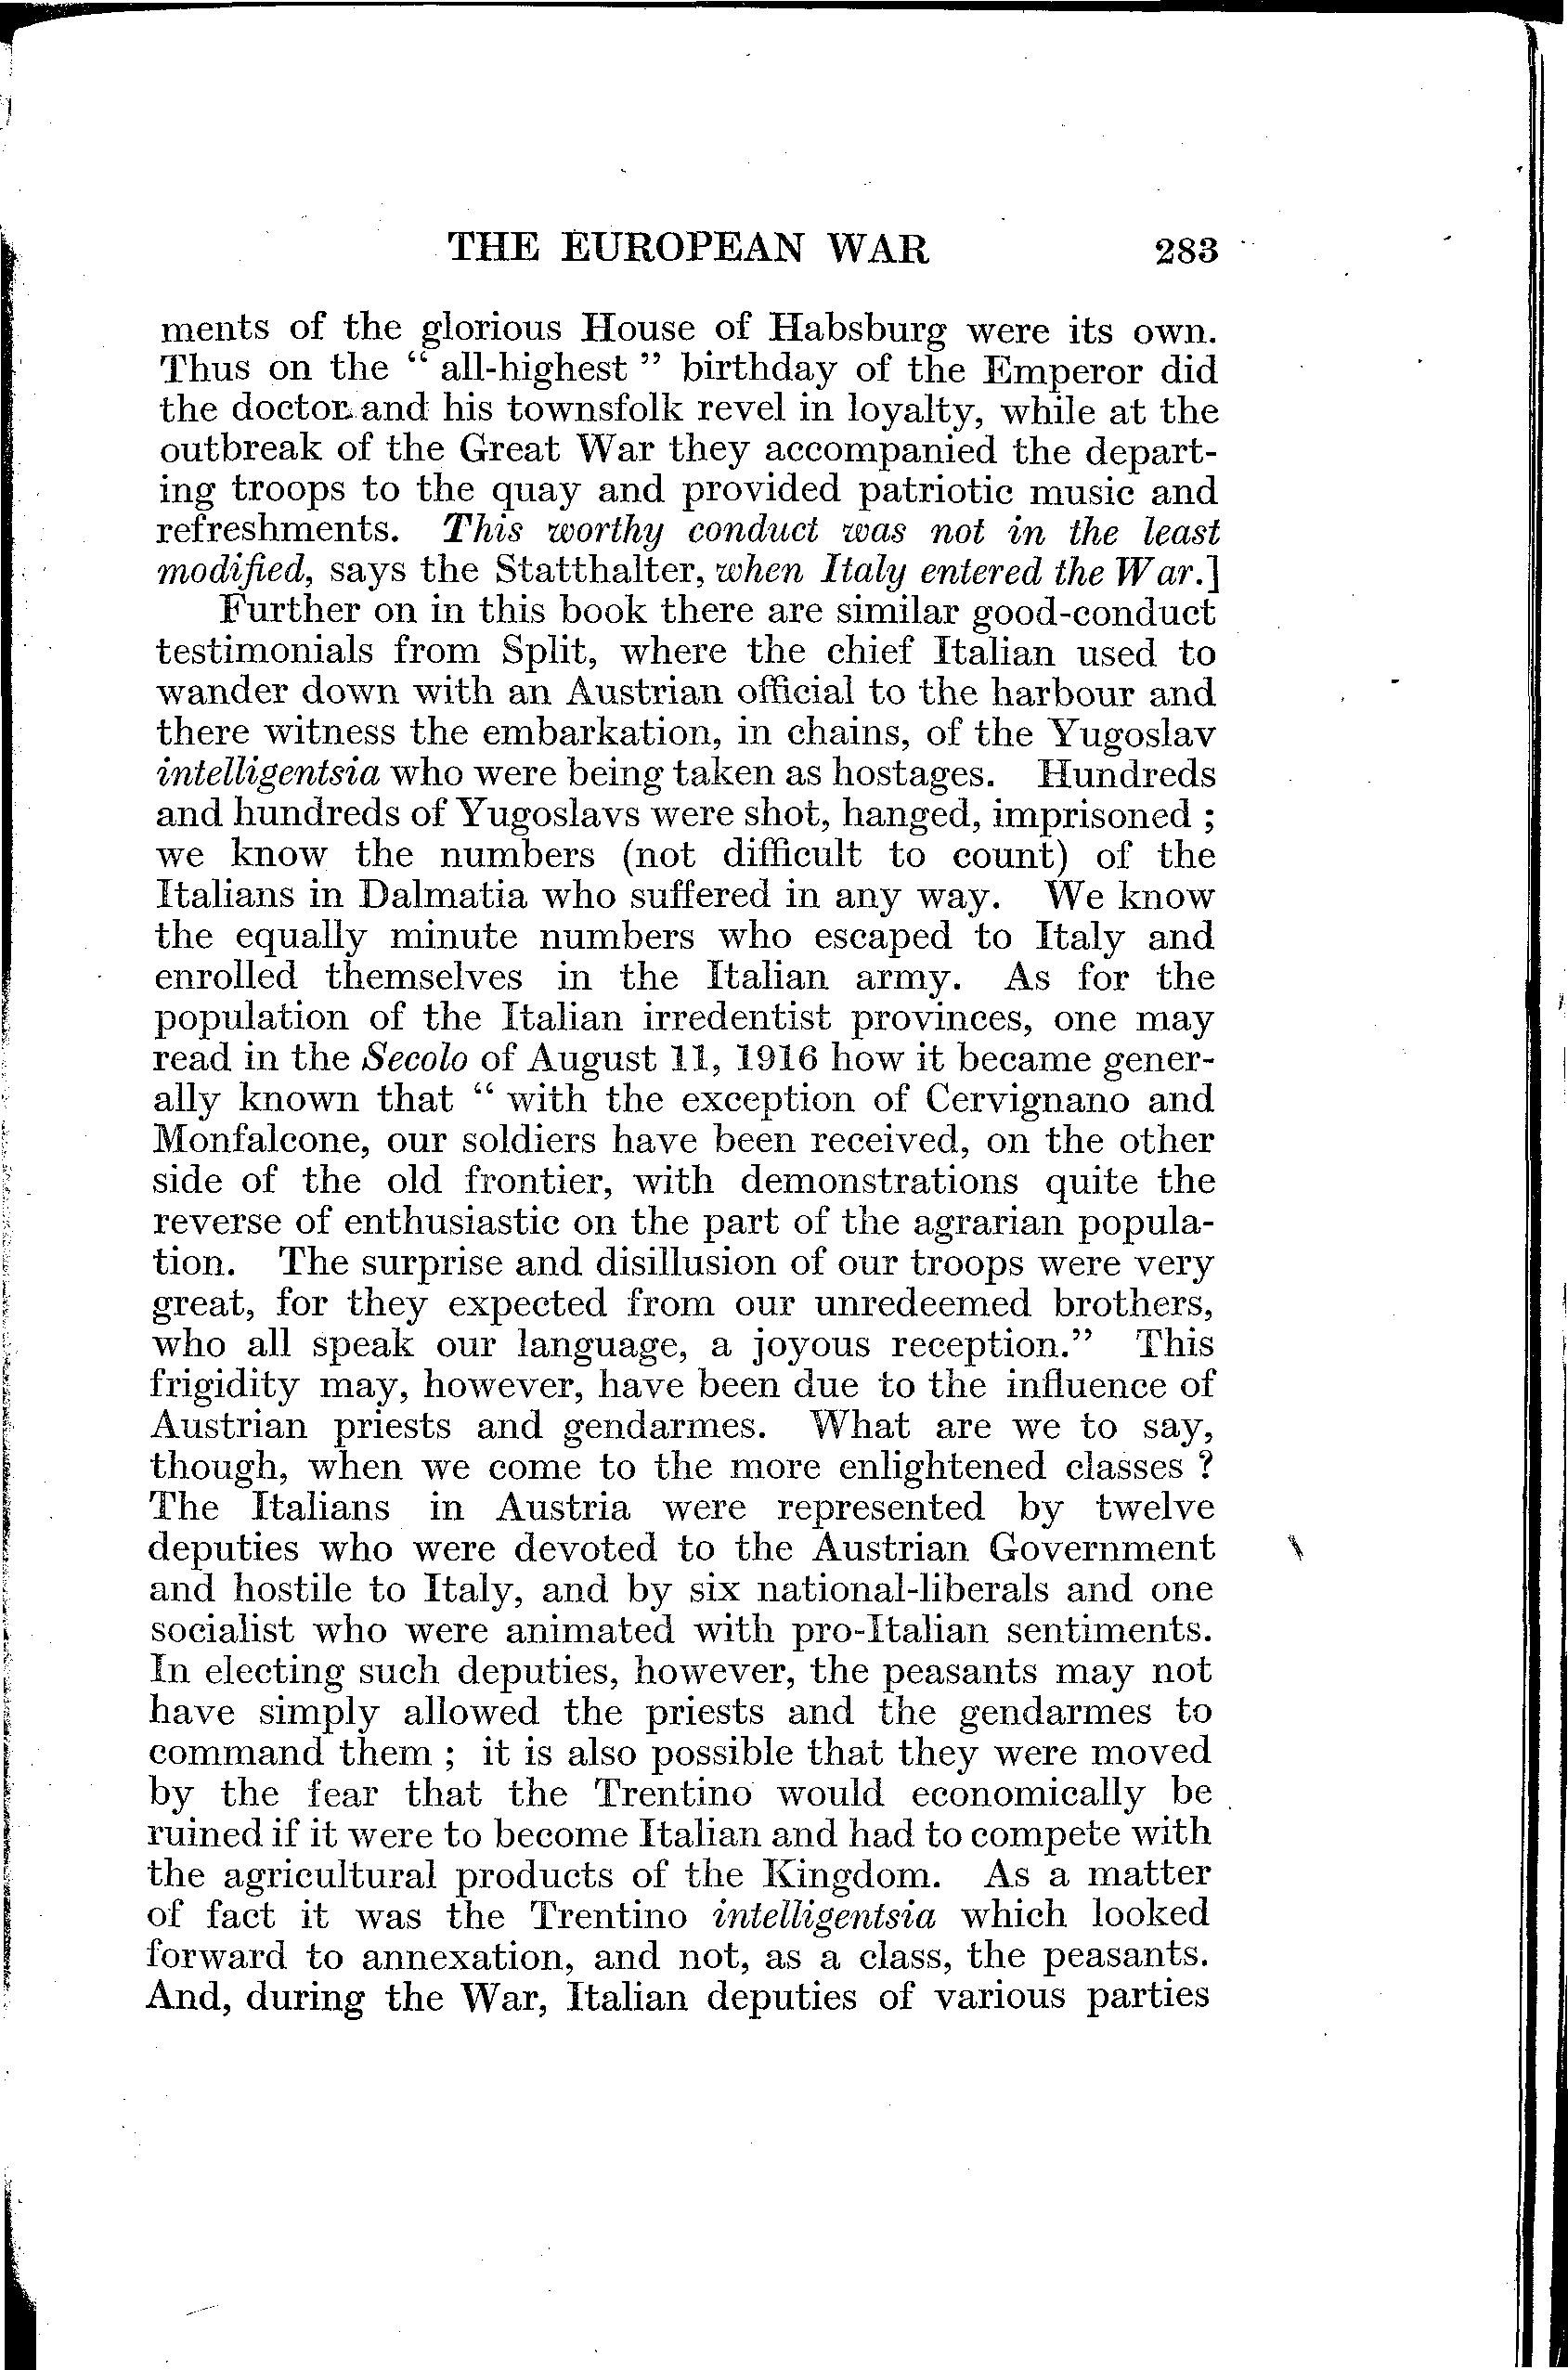 THE EUROPEAN WAR 283
ments of the glorious House of Habsburg were its own.
Thus on the “ all-highest ” birthday of the Emperor did
the doctor and his townsfolk revel in loyalty, while at the
outbreak of the Great War they accompanied the depart-
ing troops to the quay and provided patriotic music and
refreshments. This worthy conduct was not in the least
modified, says the Statthalter, when Italy entered the War.]
Further on in this book there are similar good-conduct
testimonials from Split, where the chief Italian used to
wander down with an Austrian official to the harbour and
there witness the embarkation, in chains, of the Yugoslav
intelligentsia who were being taken as hostages. Hundreds
and hundreds of Yugoslavs were shot, hanged, imprisoned ;
we know the numbers (not difficult to count) of the
Italians in Dalmatia who suffered in any way. We know
the equally minute numbers who escaped to Italy and
enrolled themselves in the Italian army. As for the
population of the Italian irredentist provinces, one may
read in the Secolo of August 11, 1916 how it became gener-
ally known that “ with the exception of Cervignano and
Monfalcone, our soldiers have been received, on the other
side of the old frontier, with demonstrations quite the
reverse of enthusiastic on the part of the agrarian popula-
tion. The surprise and disillusion of our troops were very
great, for they expected from our unredeemed brothers,
who all speak our language, a joyous reception.” This
frigidity may, however, have been due to the influence of
Austrian priests and gendarmes. What are we to say,
though, when we come to the more enlightened classes ?
The Italians in Austria were represented by twelve
deputies who were devoted to the Austrian Government
and hostile to Italy, and by six national-liberals and one
socialist who were animated with pro-Italian sentiments.
In electing such deputies, however, the peasants may not
have simply allowed the priests and the gendarmes to
command them ; it is also possible that they were moved
by the fear that the Trentino would economically be
ruined if it were to become Italian and had to compete with
the agricultural products of the Kingdom. As a matter
of fact it was the Trentino intelligentsia which looked
forward to annexation, and not, as a class, the peasants.
And, during the War, Italian deputies of various parties